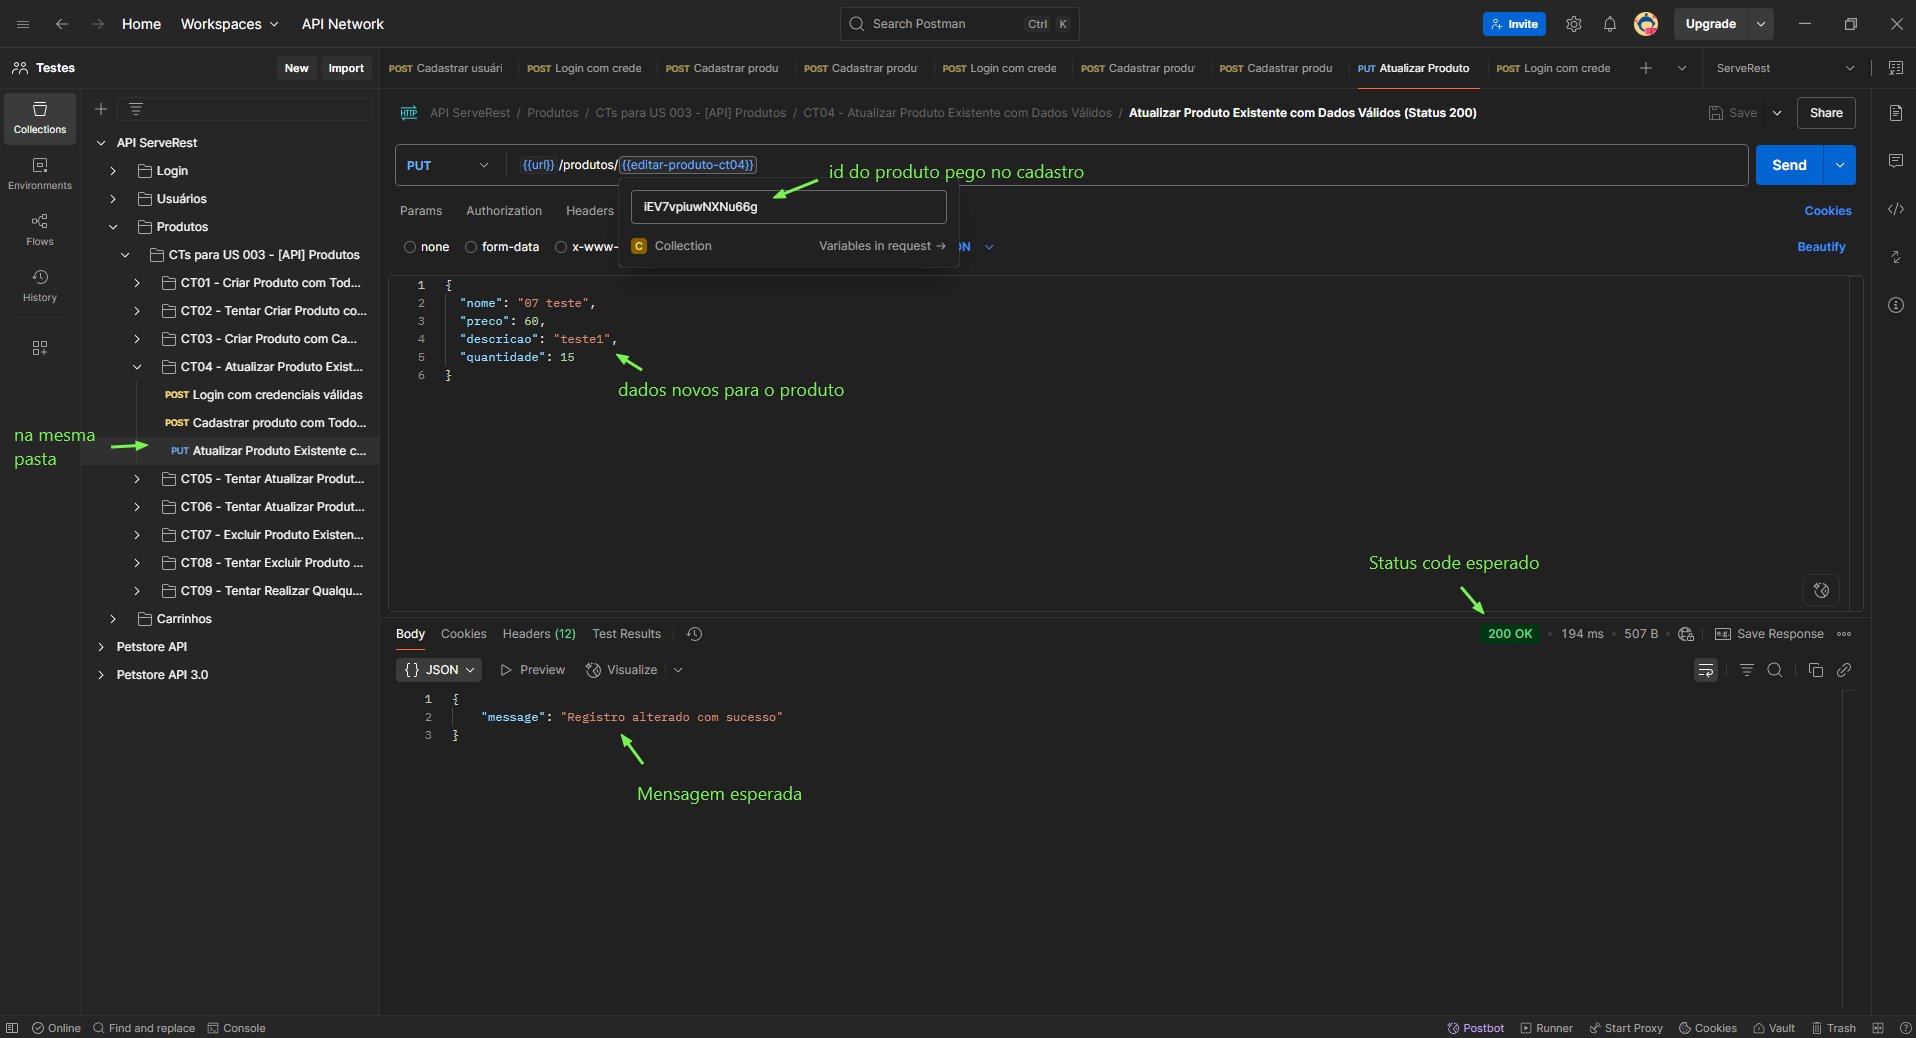 Home Workspaces API Network
Search Postman Ctrl K
Invite Upgrade
Testes New Import
POST Cadastrar usuári POST Login com crede POST Cadastrar produ POST Cadastrar produ POST Login com crede POST Cadastrar produ POST Cadastrar produ PUT Atualizar Produto POST Login com crede
ServeRest
Collections
Environments
Flows
History
API ServeRest
Login
Usuários
Produtos
CTs para US 003 - [API] Produtos
CT01 - Criar Produto com Tod...
CT02 - Tentar Criar Produto co...
CT03 - Criar Produto com Ca...
CT04 - Atualizar Produto Exist...
POST Login com credenciais válidas
POST Cadastrar produto com Todo...
na mesma
pasta
PUT Atualizar Produto Existente c...
CT05 - Tentar Atualizar Produt...
CT06 - Tentar Atualizar Produt...
CT07 - Excluir Produto Existen...
CT08 - Tentar Excluir Produto ...
CT09 - Tentar Realizar Qualqu...
Carrinhos
Petstore API
Petstore API 3.0
HTTP API ServeRest / Produtos / CTs para US 003 - [API] Produtos / CT04 - Atualizar Produto Existente com Dados Válidos / Atualizar Produto Existente com Dados Válidos (Status 200)
Save Share
PUT {{url}} /produtos/ {{editar-produto-ct04}}
Send
id do produto pego no cadastro
iEV7vpiuwNXNu66g
C Collection Variables in request →
Params Authorization Headers
Cookies
none form-data x-www- ON
Beautify
1 {
2 "nome": "07 teste",
3 "preco": 60,
4 "descricao": "teste1",
5 "quantidade": 15
6 }
dados novos para o produto
Status code esperado
Body Cookies Headers (12) Test Results
200 OK 194 ms 507 B e.g. Save Response
{} JSON Preview Visualize
1 {
2 "message": "Registro alterado com sucesso"
3 }
Mensagem esperada
Online Find and replace Console
Postbot Runner Start Proxy Cookies Vault Trash